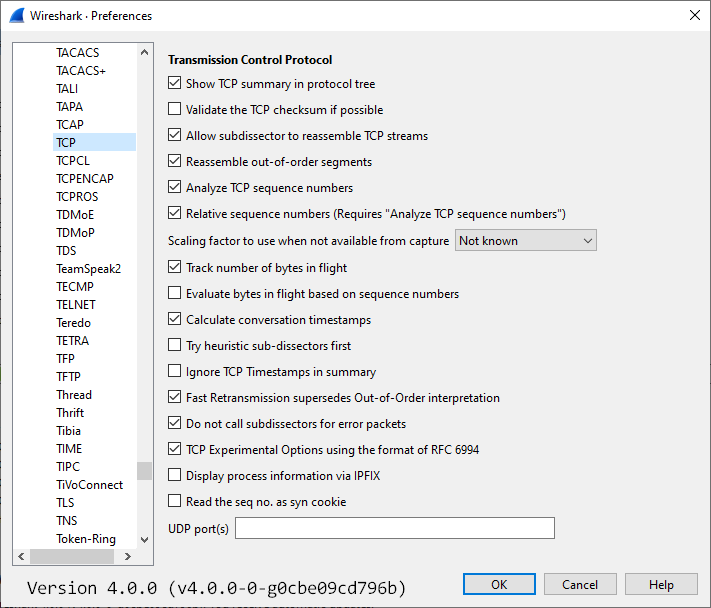 Wireshark · Preferences
TACACS
TACACS+
TALI
TAPA
TCAP
TCP
TCPCL
TCPENCAP
TCPROS
TDMoE
TDMoP
TDS
TeamSpeak2
TECMP
TELNET
Teredo
TETRA
TFP
TFTP
Thread
Thrift
Tibia
TIME
TIPC
TiVoConnect
TLS
TNS
Token-Ring
Transmission Control Protocol
Show TCP summary in protocol tree
Validate the TCP checksum if possible
Allow subdissector to reassemble TCP streams
Reassemble out-of-order segments
Analyze TCP sequence numbers
Relative sequence numbers (Requires "Analyze TCP sequence numbers")
Scaling factor to use when not available from capture Not known
Track number of bytes in flight
Evaluate bytes in flight based on sequence numbers
Calculate conversation timestamps
Try heuristic sub-dissectors first
Ignore TCP Timestamps in summary
Fast Retransmission supersedes Out-of-Order interpretation
Do not call subdissectors for error packets
TCP Experimental Options using the format of RFC 6994
Display process information via IPFIX
Read the seq no. as syn cookie
UDP port(s)
Version 4.0.0 (v4.0.0-0-g0cbe09cd796b)
OK Cancel Help